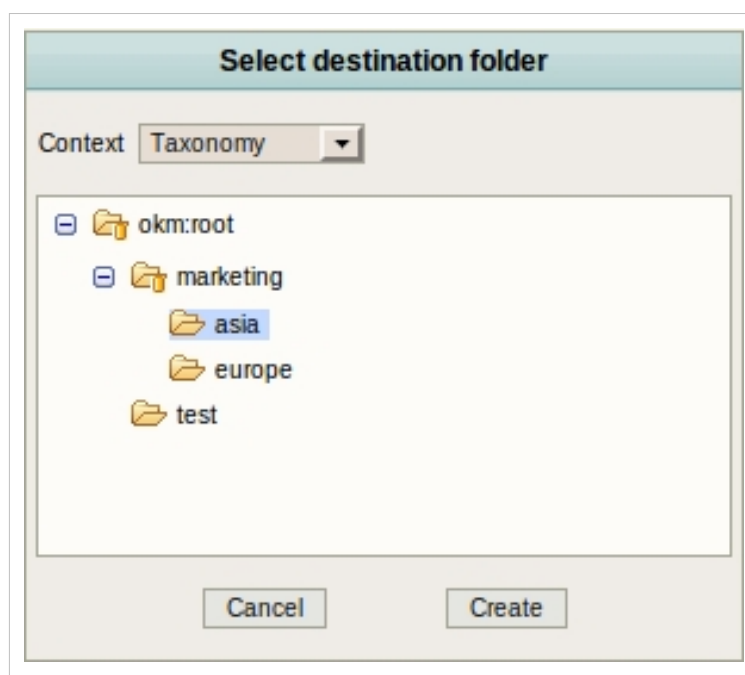 Select destination folder
Context Taxonomy
okm:root
marketing
asia
europe
test
Cancel Create